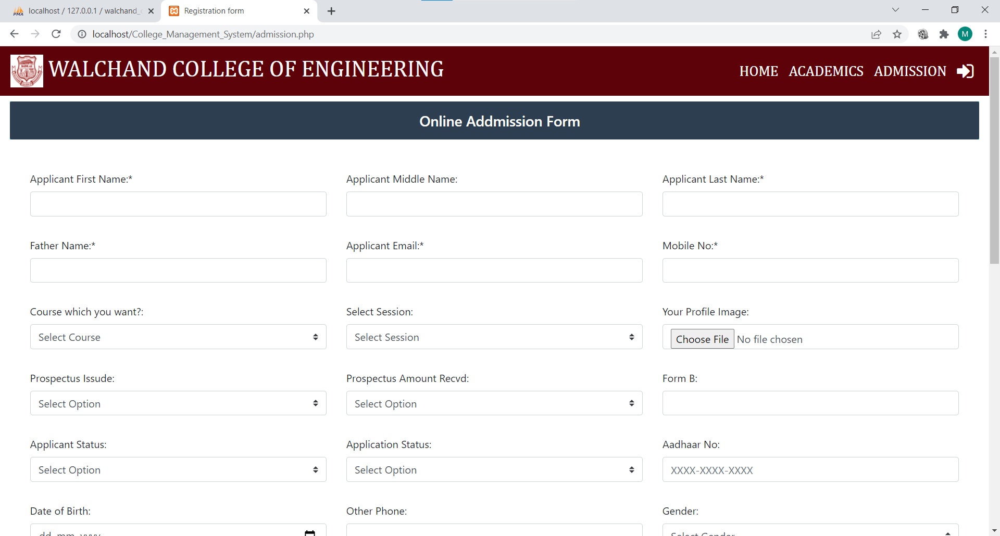 localhost / 127.0.0.1 / walchand_c
Registration form
localhost/College_Management_System/admission.php
M
WALCHAND COLLEGE OF ENGINEERING
HOME ACADEMICS ADMISSION
Online Addmission Form
Applicant First Name:* Applicant Middle Name: Applicant Last Name:*
Father Name:* Applicant Email:* Mobile No:*
Course which you want?: Select Session: Your Profile Image:
Select Course Select Session Choose File No file chosen
Prospectus Issude: Prospectus Amount Recvd: Form B:
Select Option Select Option
Applicant Status: Application Status: Aadhaar No:
Select Option Select Option XXXX-XXXX-XXXX
Date of Birth: Other Phone: Gender:
dd-mm-yyyy Select Gender